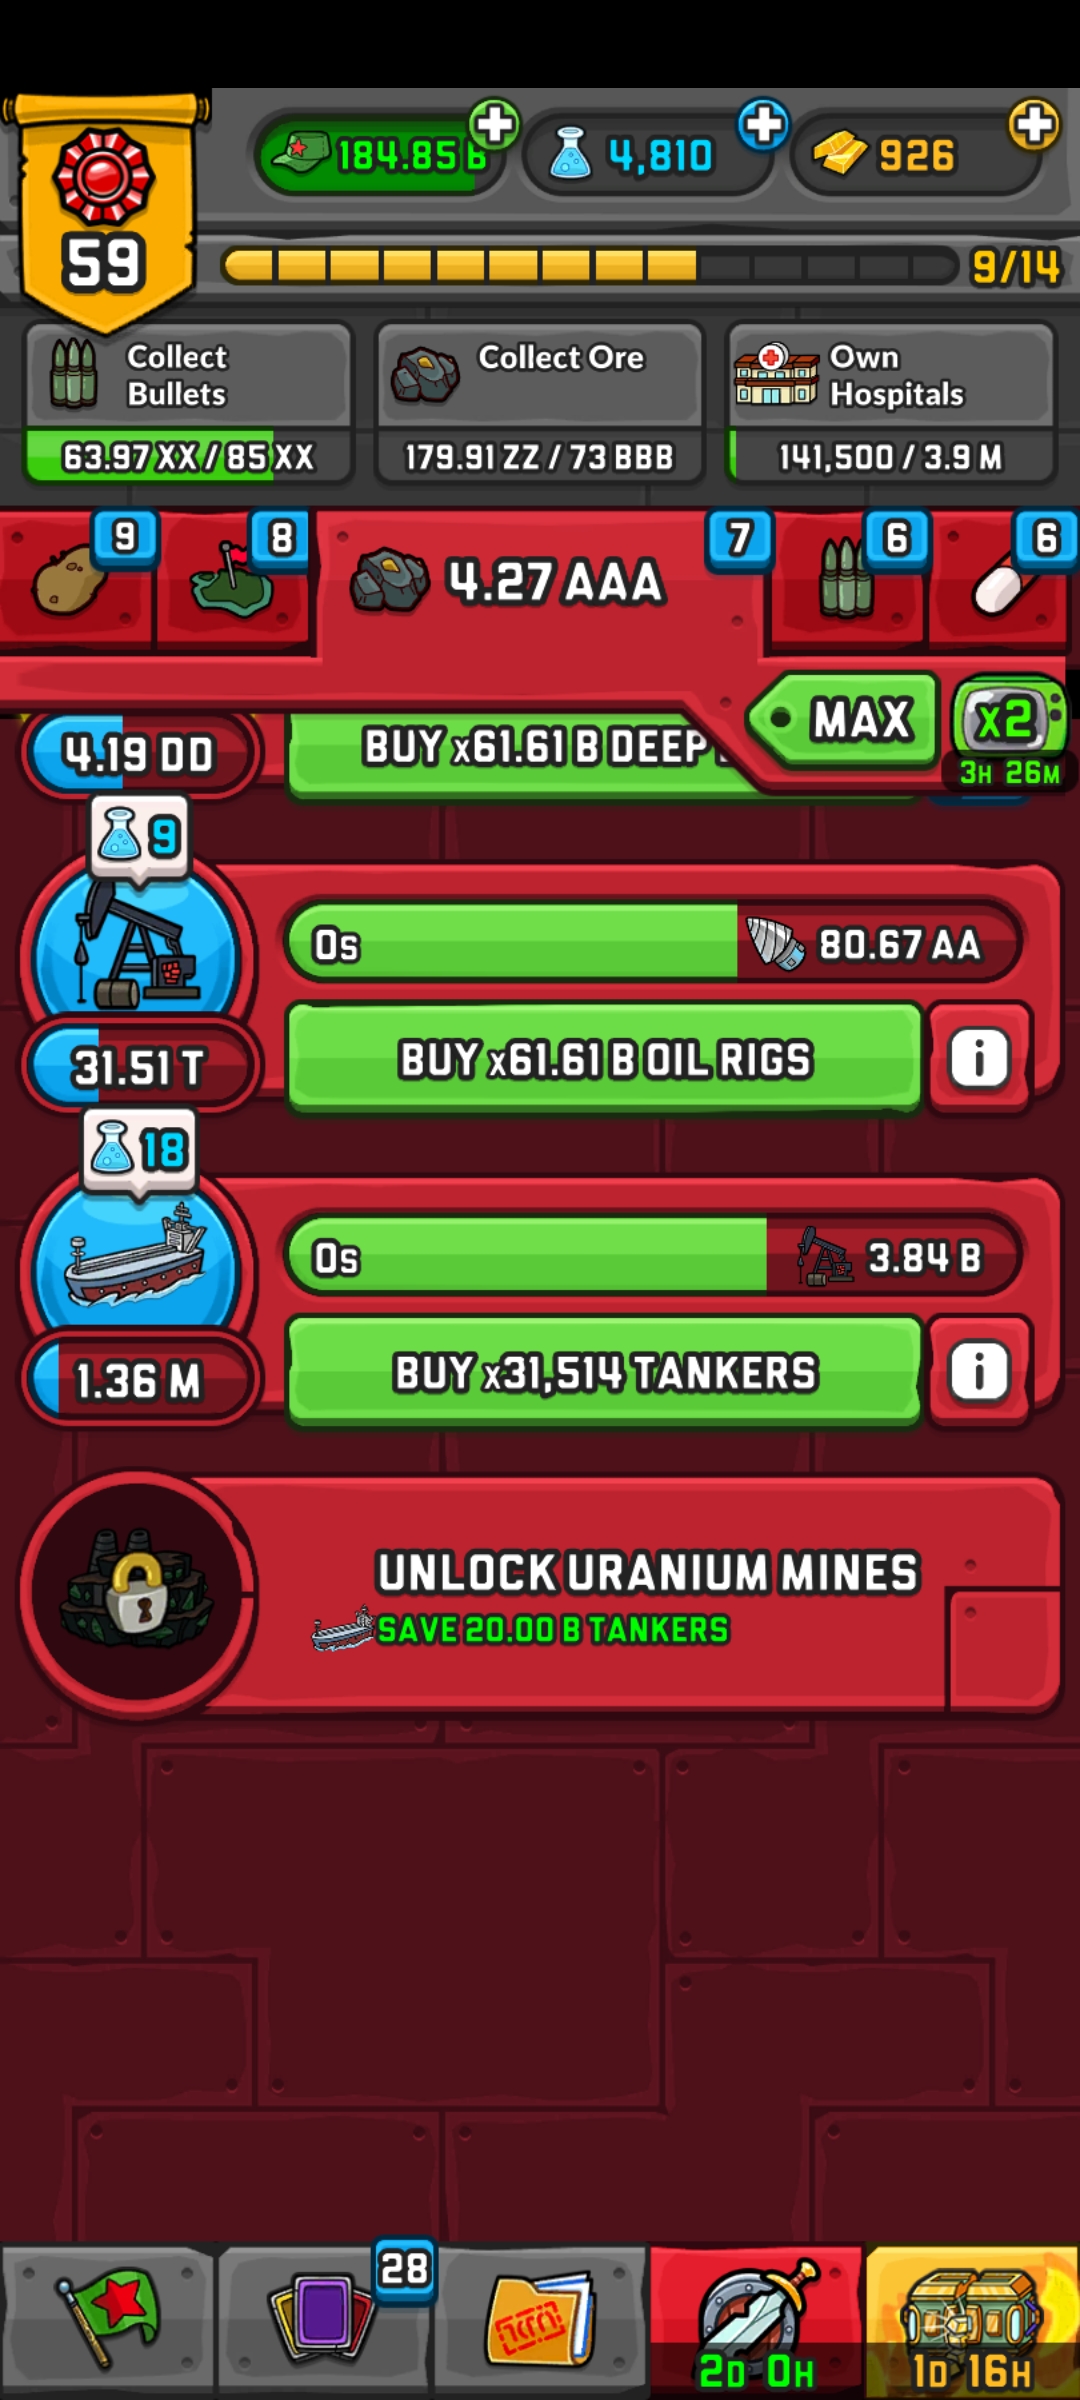 184.85 B
4,810
926
59
9/14
Collect
Bullets
63.97 XX / 85 XX
Collect Ore
179.91 ZZ / 73 BBB
Own
Hospitals
141,500 / 3.9 M
9
8
4.27 AAA
7
6
6
MAX
x2
3H 26M
4.19 DD
BUY x61.61 B DEEP
9
0s
80.67 AA
31.51 T
BUY x61.61 B OIL RIGS
i
18
0s
3.84 B
1.36 M
BUY x31,514 TANKERS
i
UNLOCK URANIUM MINES
SAVE 20.00 B TANKERS
28
2D 0H
1D 16H